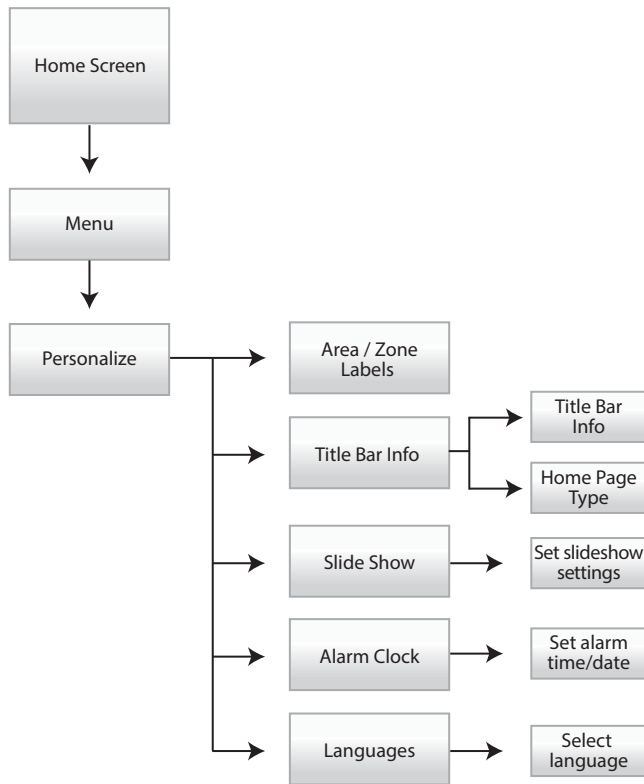 Home Screen
Menu
Personalize
Area / Zone
Labels
Title Bar Info
Title Bar
Info
Home Page
Type
Slide Show
Set slideshow
settings
Alarm Clock
Set alarm
time/date
Languages
Select
language